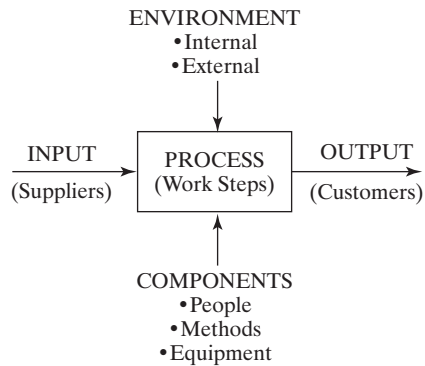 ENVIRONMENT
•Internal
•External
INPUT
(Suppliers)
PROCESS
(Work Steps)
OUTPUT
(Customers)
COMPONENTS
•People
•Methods
•Equipment